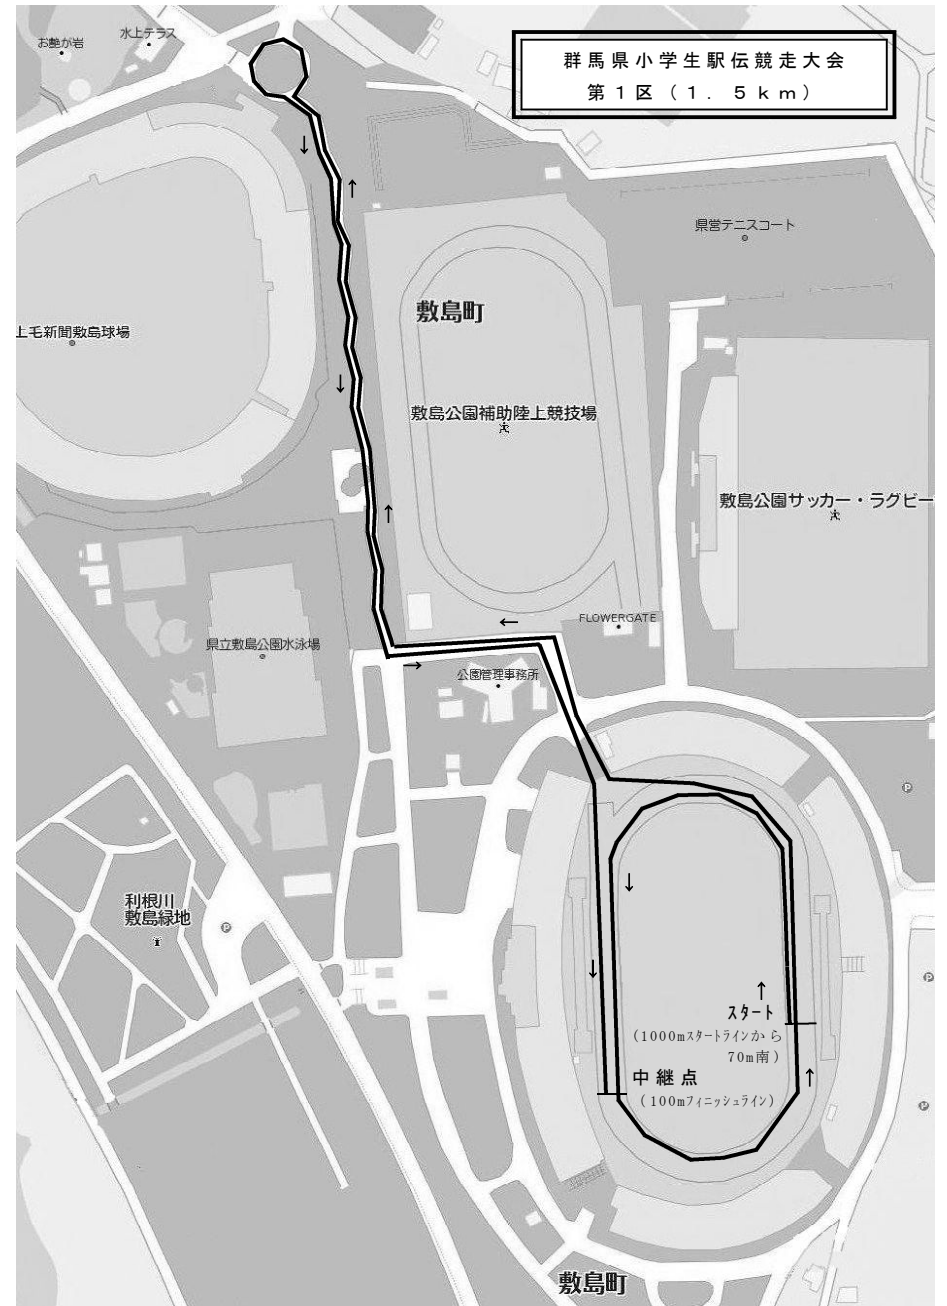 お艶が岩
水上テラス
群馬県小学生駅伝競走大会
第１区（１．５ｋｍ）
↓
↑
県営テニスコート
敷島町
上毛新聞敷島球場
↓
敷島公園補助陸上競技場
敷島公園サッカー・ラグビー
↑
←
FLOWERGATE
県立敷島公園水泳場
→
公園管理事務所
P
利根川
敷島緑地
P
↓
↓
P
↑
スタート
（1000mスタートラインから
70m南）
中継点
↑
（100mフィニッシュライン）
P
敷島町